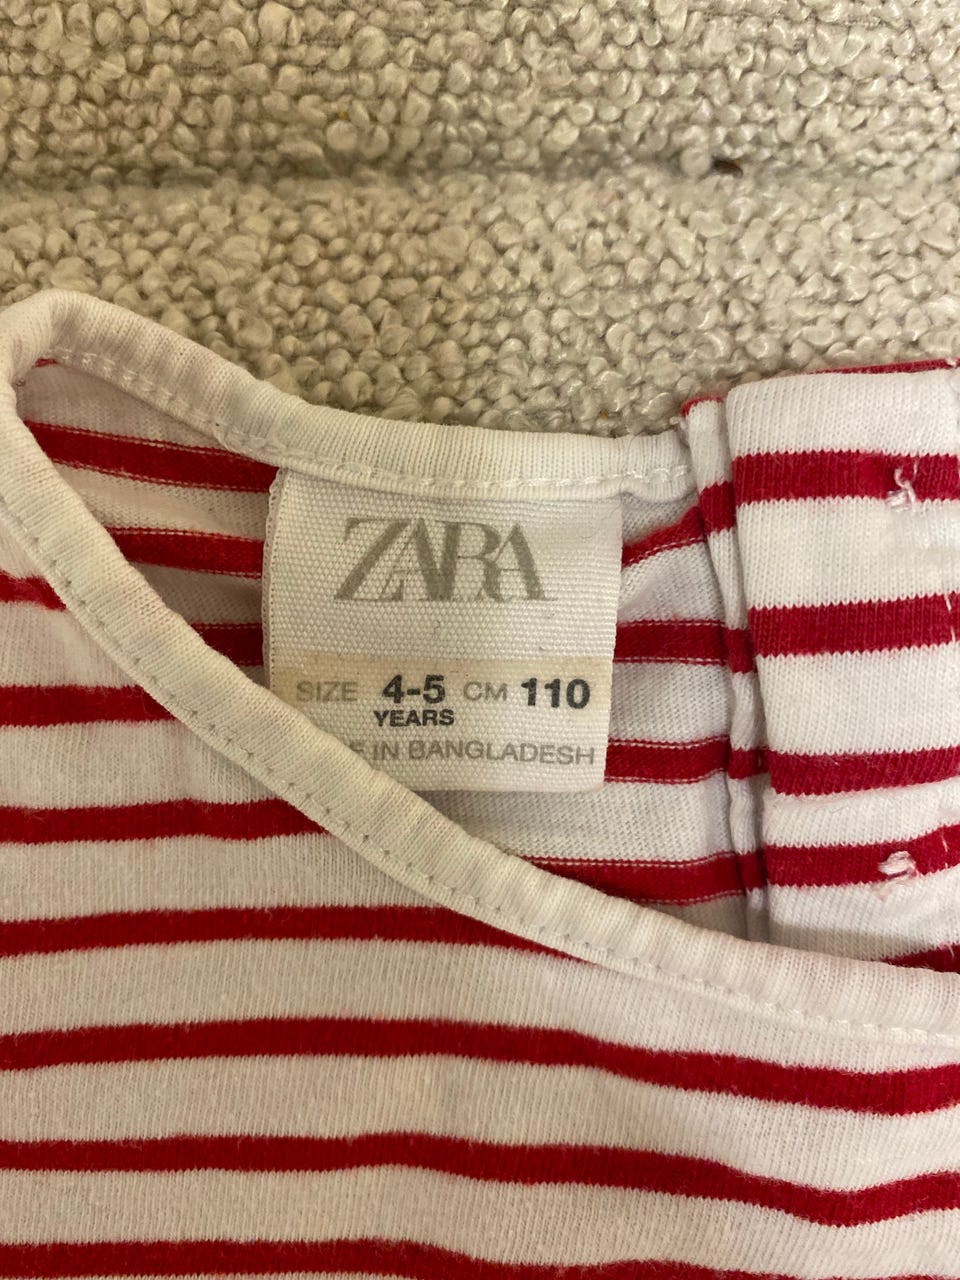 ZARA
SIZE 4-5 CM 110
YEARS
IN BANGLADESH